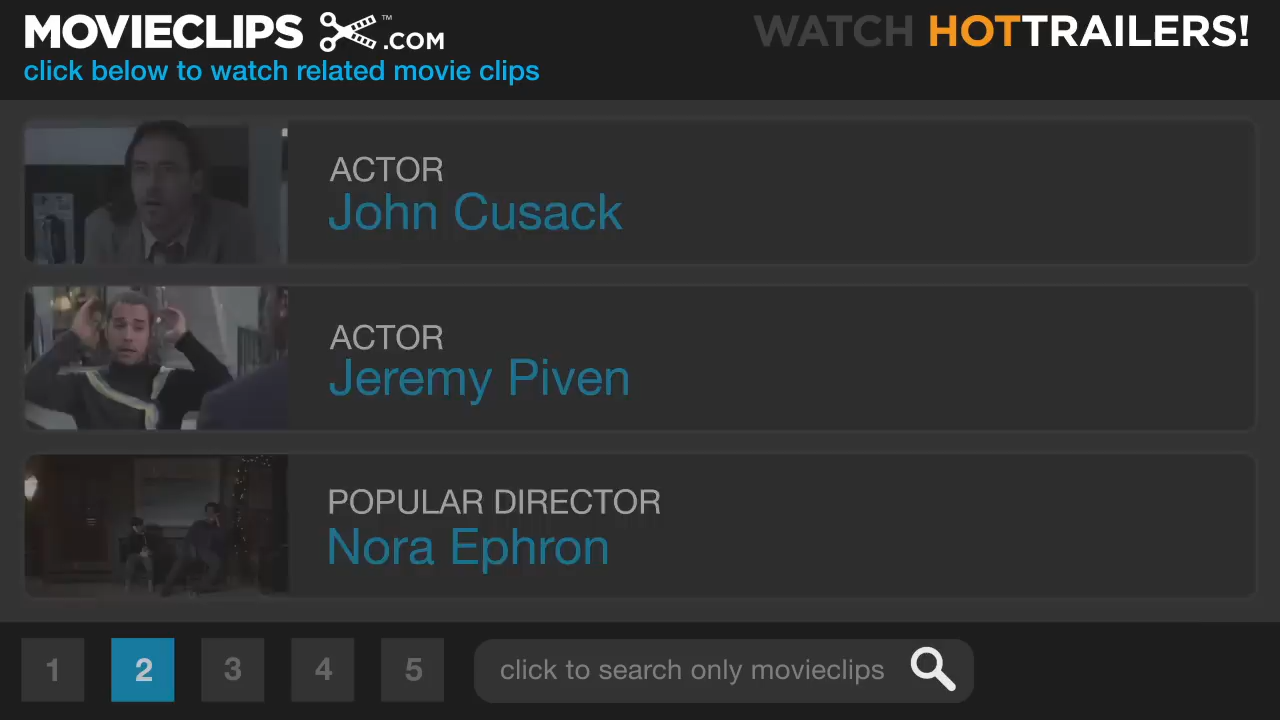 MOVIECLIPS ™ .COM
WATCH HOTTRAILERS!
click below to watch related movie clips
ACTOR
John Cusack
ACTOR
Jeremy Piven
POPULAR DIRECTOR
Nora Ephron
1 2 3 4 5 click to search only movieclips